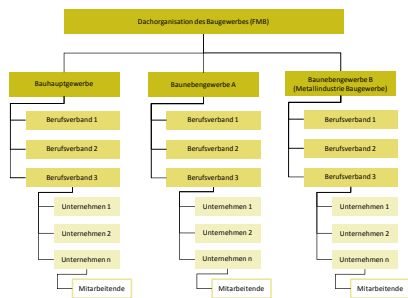 Dachorganisation des Baugewerbes (FMB)
Bauhauptgewerbe
Berufsverband 1
Berufsverband 2
Berufsverband 3
Unternehmen 1
Unternehmen 2
Unternehmen n
Mitarbeitende
Baunebengewerbe A
Berufsverband 1
Berufsverband 2
Berufsverband 3
Unternehmen 1
Unternehmen 2
Unternehmen n
Mitarbeitende
Baunebengewerbe B
(Metallindustrie Baugewerbe)
Berufsverband 1
Berufsverband 2
Berufsverband 3
Unternehmen 1
Unternehmen 2
Unternehmen n
Mitarbeitende